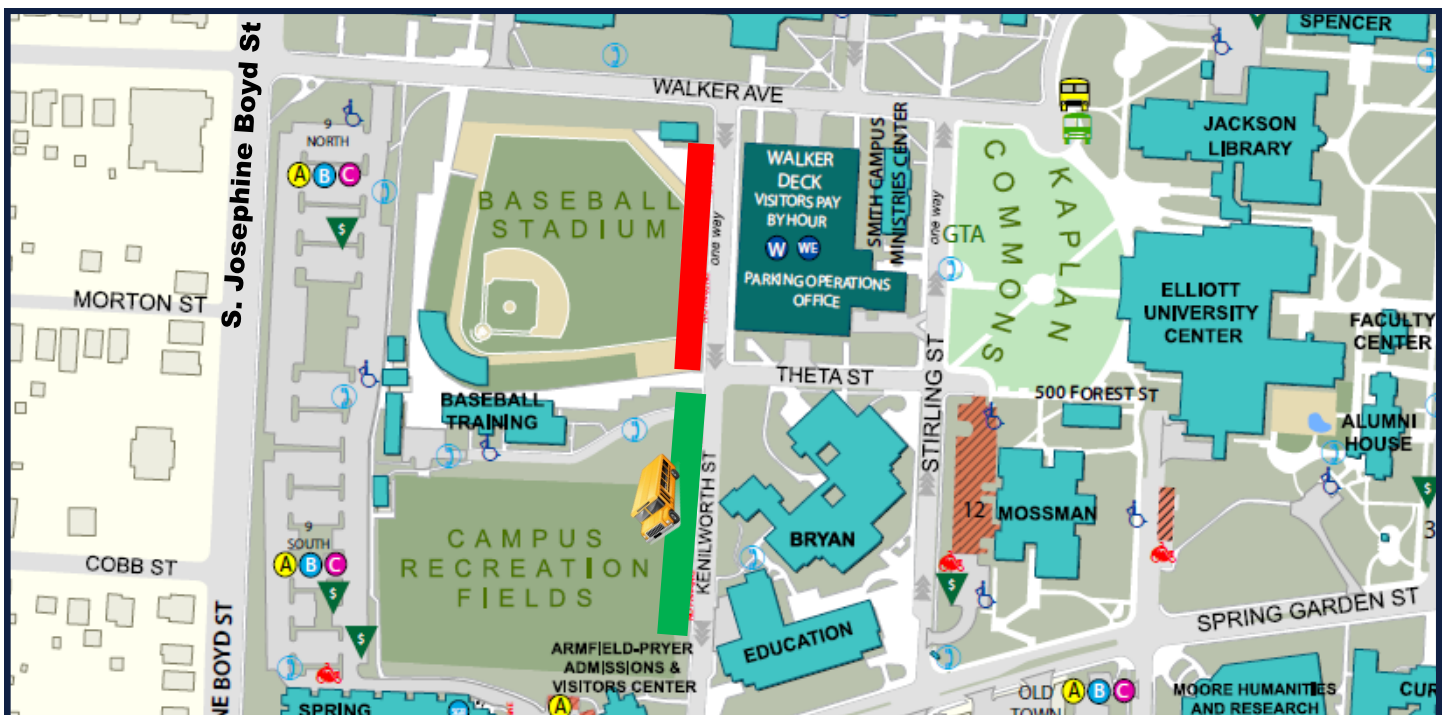 SPENCER
S. Josephine Boyd St
WALKER AVE
9
NORTH
A B C
$
BASEBALL
STADIUM
one way
WALKER
DECK
VISITORS PAY
BY HOUR
W WE
PARKING OPERATIONS
OFFICE
SMITH CAMPUS
MINISTRIES CENTER
one way
GTA
KAPLAN
COMMONS
JACKSON
LIBRARY
ELLIOTT
UNIVERSITY
CENTER
FACULTY
CENTER
MORTON ST
THETA ST
STIRLING ST
500 FOREST ST
ALUMNI
HOUSE
$
3
BASEBALL
TRAINING
KENILWORTH ST
BRYAN
12
MOSSMAN
$
COBB ST
9
SOUTH
A B C
$
$
CAMPUS
RECREATION
FIELDS
EDUCATION
SPRING GARDEN ST
NE BOYD ST
ARMFIELD-PRYER
ADMISSIONS &
VISITORS CENTER
A
SPRING
OLD
TOWN
A B C
MOORE HUMANITIES
AND RESEARCH
CUR